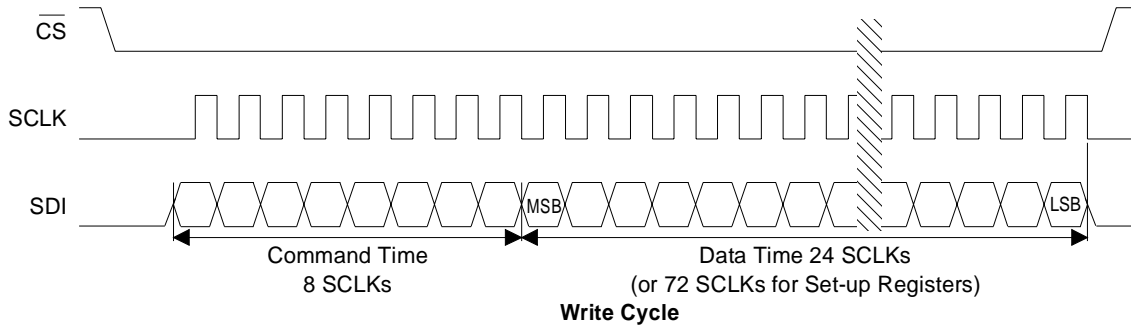 CS
SCLK
SDI
MSB
LSB
Command Time
8 SCLKs
Data Time 24 SCLKs
(or 72 SCLKs for Set-up Registers)
Write Cycle